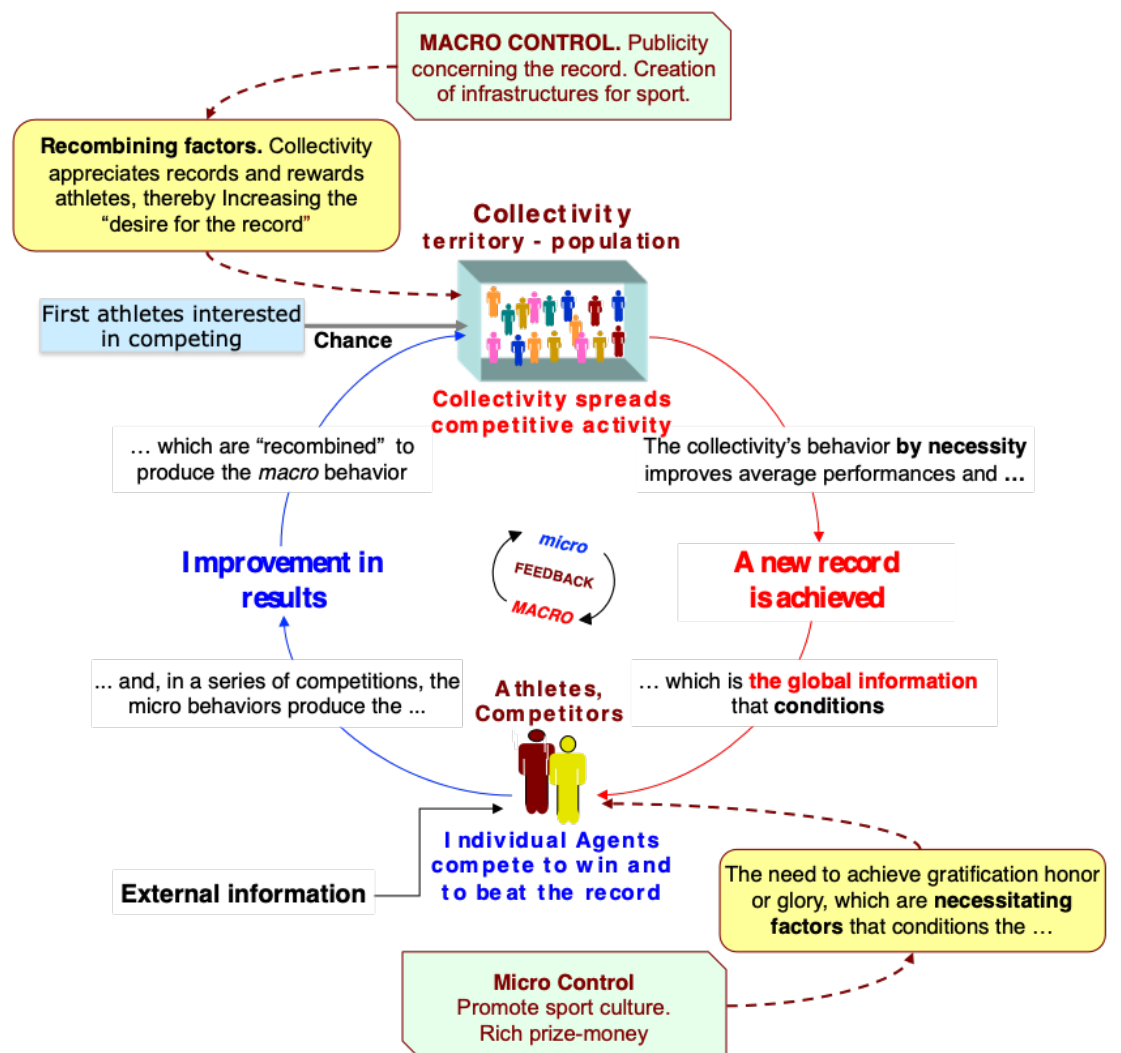 MACRO CONTROL. Publicity
concerning the record. Creation
of infrastructures for sport.
Recombining factors. Collectivity
appreciates records and rewards
athletes, thereby Increasing the
“desire for the record”
Collectivity
territory - population
First athletes interested
in competing
Chance
Collectivity spreads
competitive activity
… which are “recombined” to
produce the macro behavior
The collectivity’s behavior by necessity
improves average performances and …
micro
FEEDBACK
MACRO
Improvement in
results
A new record
is achieved
... and, in a series of competitions, the
micro behaviors produce the ...
Athletes,
Competitors
… which is the global information
that conditions
Individual Agents
compete to win and
to beat the record
External information
The need to achieve gratification honor
or glory, which are necessitating
factors that conditions the …
Micro Control
Promote sport culture.
Rich prize-money